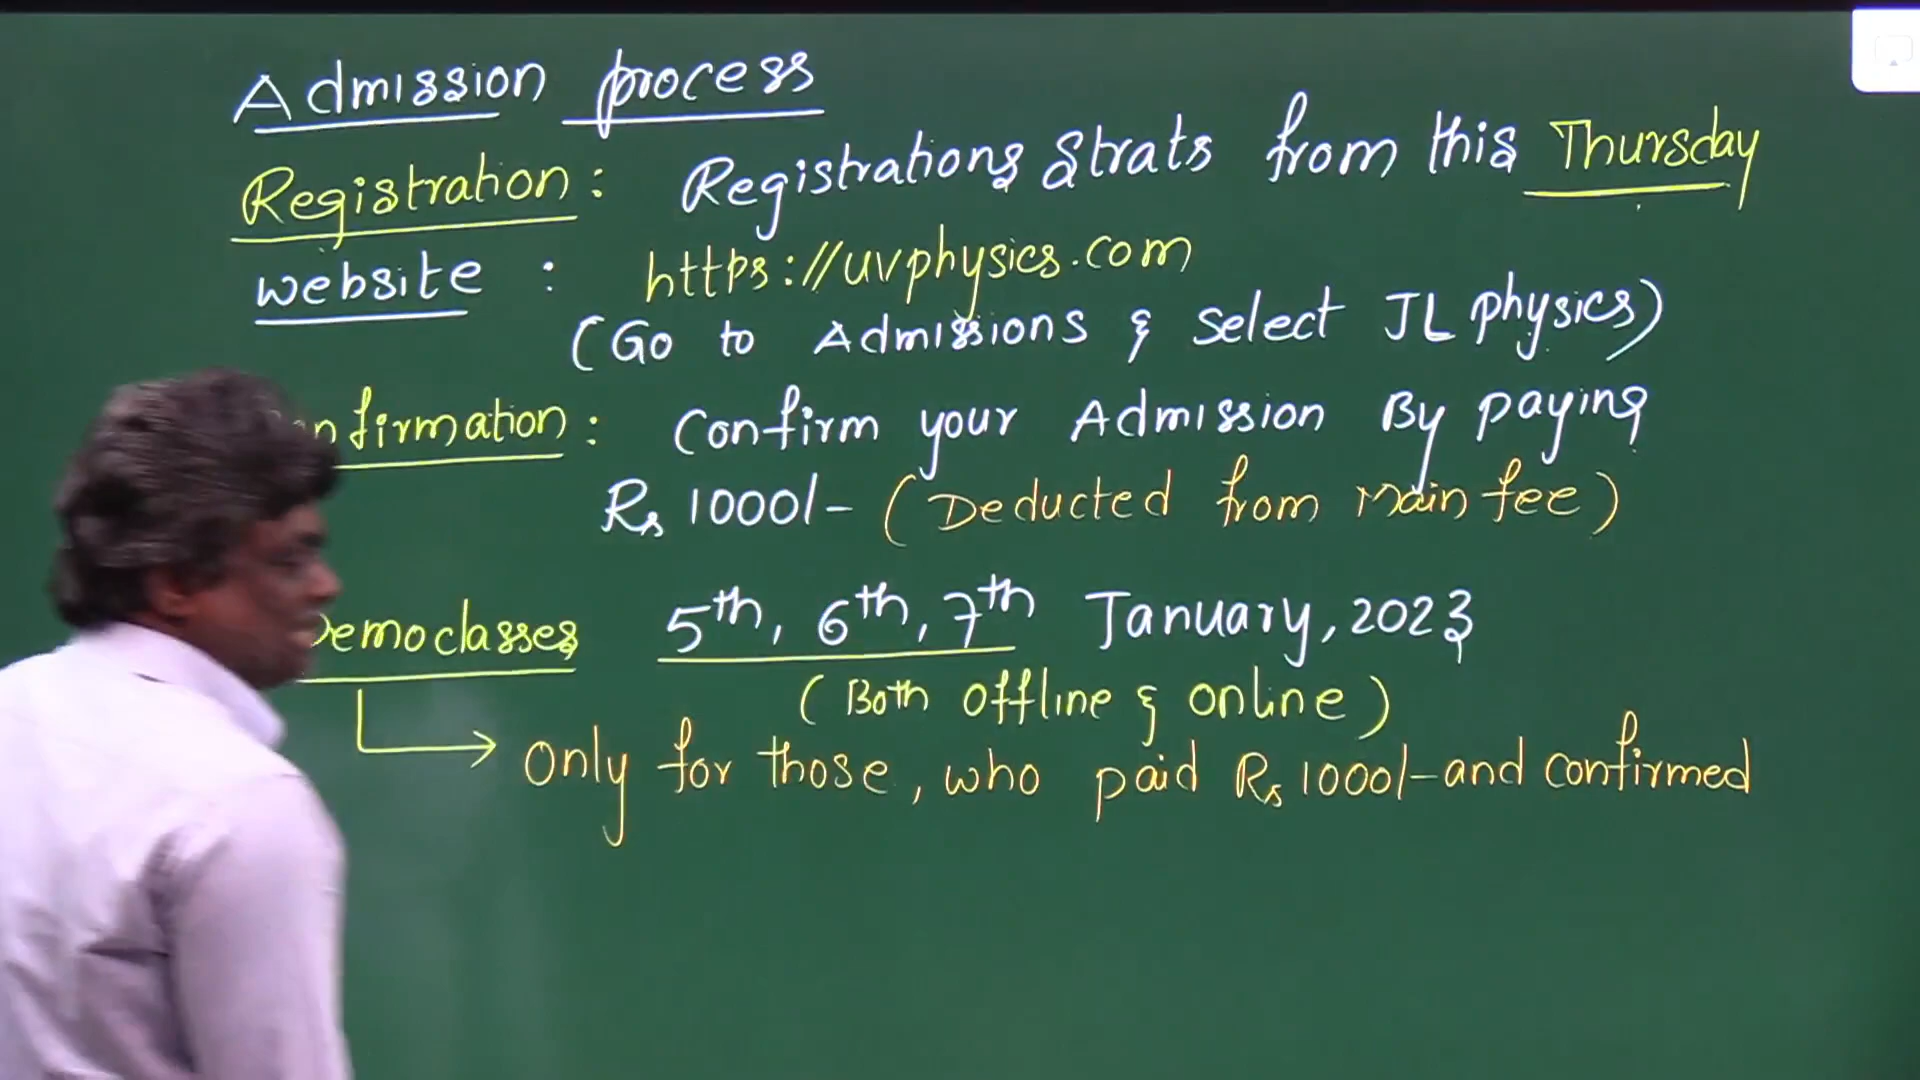 Admission process
Registration : Registrations Strats from this Thursday
website : https://uvphysics.com
(Go to Admissions & select JL physics)
nfirmation : Confirm your Admission By paying
Rs 1000/- (Deducted from Main fee)
Democlasses 5th, 6th, 7th January, 2023
(Both offline & online)
only for those, who paid Rs 1000/- and confirmed